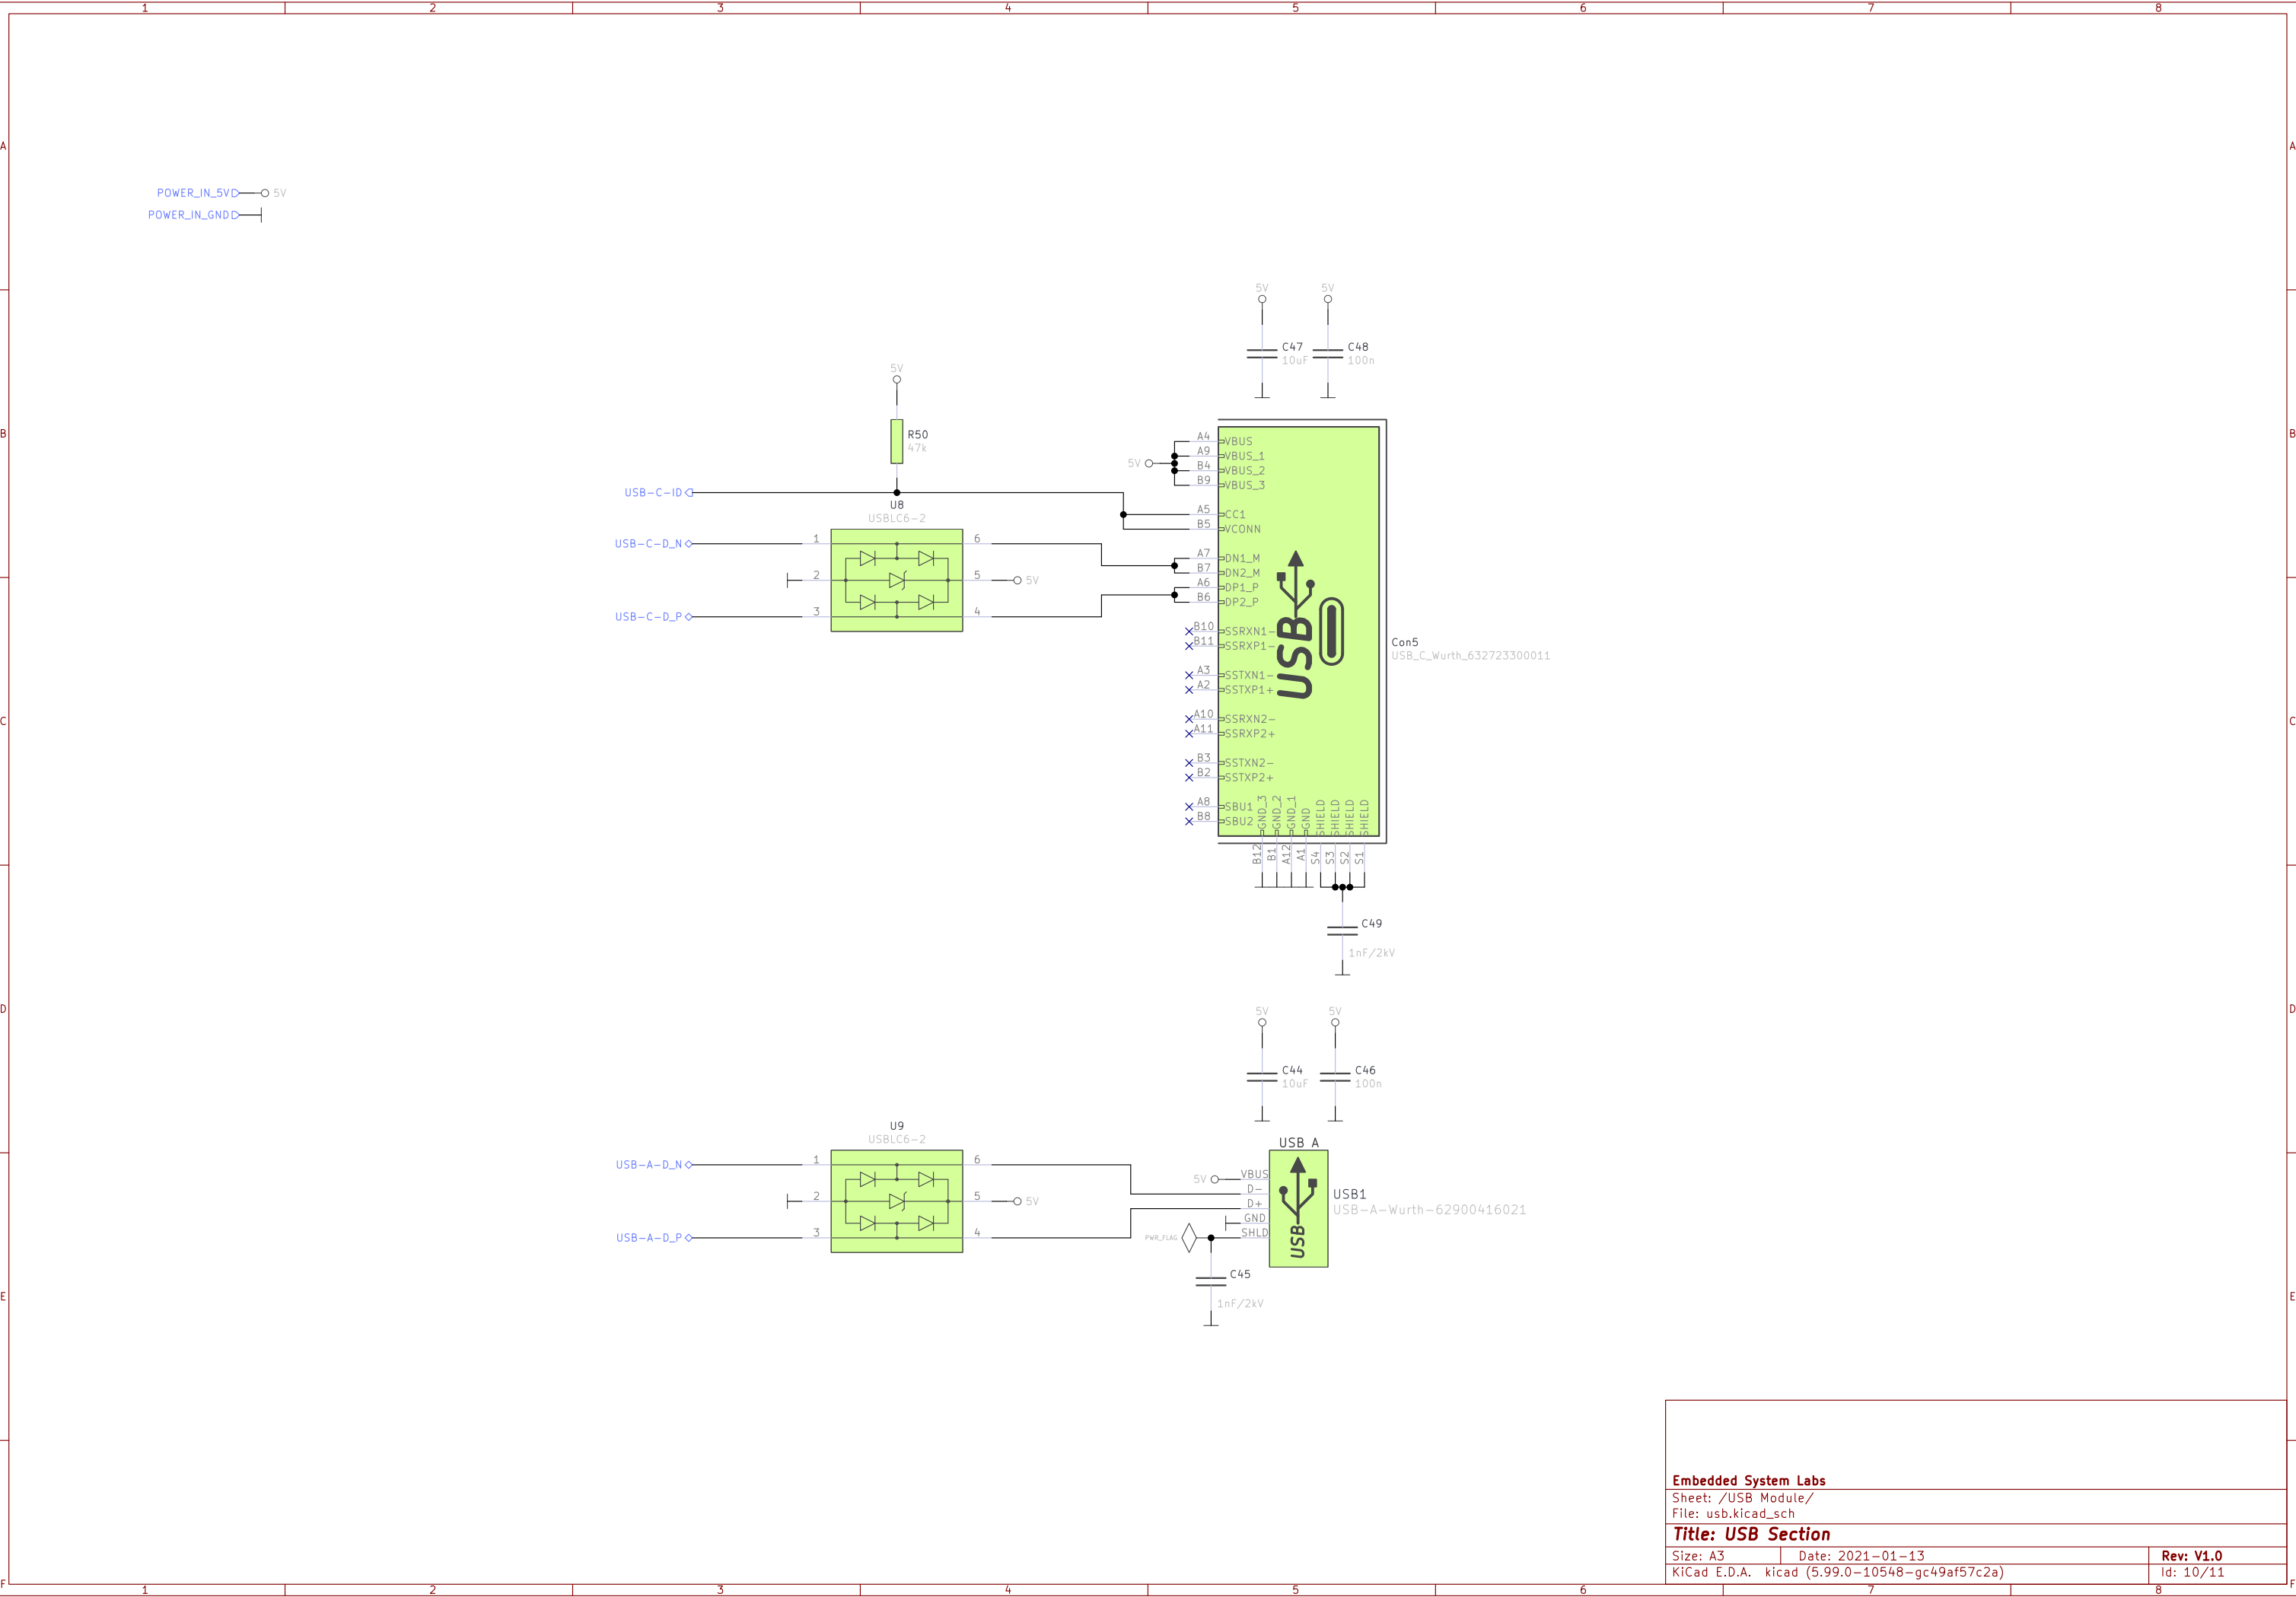 1 2 3 4 5 6 7 8
A A
POWER_IN_5V 5V
POWER_IN_GND
5V 5V
C47 C48
10uF 100n
5V
B B
R50
47k
A4 VBUS
A9 VBUS_1
5V
B4 VBUS_2
B9 VBUS_3
USB-C-ID
U8
A5 CC1
USBLC6-2
B5 VCONN
USB-C-D_N 1 6
A7 DN1_M
B7 DN2_M
2 5 5V
A6 DP1_P
B6 DP2_P
USB-C-D_P 3 4
B10 SSRXN1-
B11 SSRXP1-
USB
Con5
USB_C_Wurth_632723300011
A3 SSTXN1-
A2 SSTXP1+
A10 SSRXN2-
C C
A11 SSRXP2+
B3 SSTXN2-
B2 SSTXP2+
A8 SBU1
B8 SBU2
GND_3 GND_2 GND_1 GND SHIELD SHIELD SHIELD SHIELD
B12 B1 A12 A1 S4 S3 S2 S1
C49
1nF/2kV
D D
5V 5V
C44 C46
10uF 100n
U9
USBLC6-2
USB A
USB-A-D_N 1 6
5V VBUS
D-
2 5 5V
USB1
D+
USB-A-Wurth-62900416021
GND
USB-A-D_P 3 4
PWR_FLAG SHLD
USB
C45
1nF/2kV
E E
Embedded System Labs
Sheet: /USB Module/
File: usb.kicad_sch
Title: USB Section
Size: A3 Date: 2021-01-13 Rev: V1.0
KiCad E.D.A. kicad (5.99.0-10548-gc49af57c2a) Id: 10/11
F F
1 2 3 4 5 6 7 8